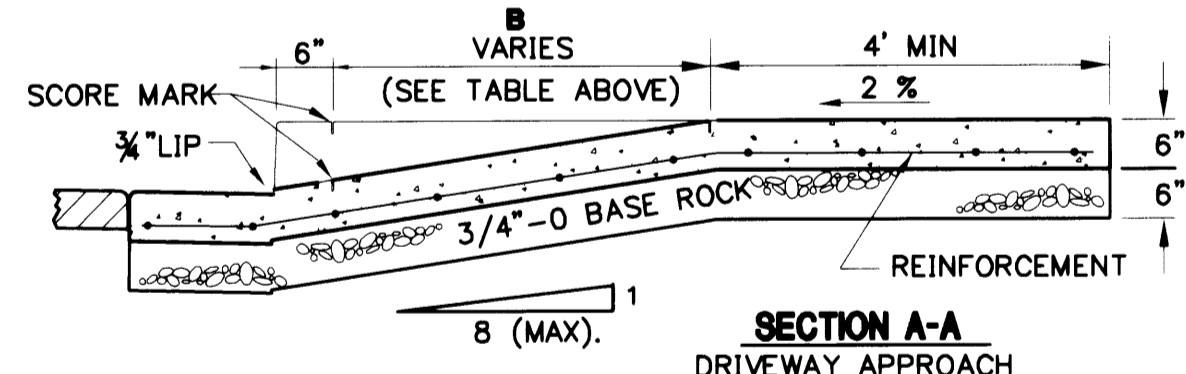 B
6" VARIES 4' MIN
(SEE TABLE ABOVE) 2 %
SCORE MARK
3/4" LIP
6"
6"
3/4"-0 BASE ROCK
REINFORCEMENT
1
8 (MAX).
SECTION A-A
DRIVEWAY APPROACH